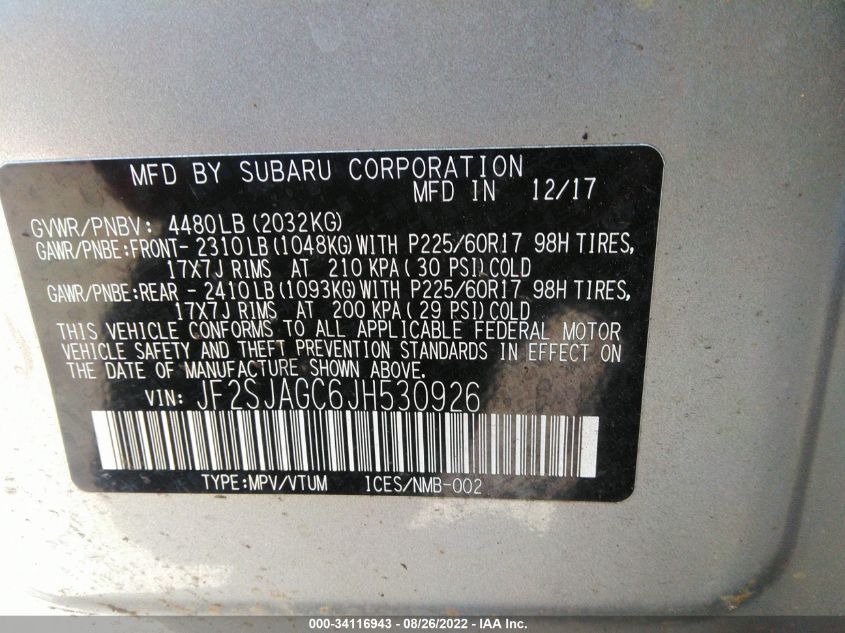 MFD BY SUBARU CORPORATION
MFD IN 12/17
GVWR/PNBV: 4480LB (2032KG)
GAWR/PNBE:FRONT- 2310 LB (1048KG) WITH P225/60R17 98H TIRES,
17X7J RIMS AT 210 KPA ( 30 PSI) COLD
GAWR/PNBE:REAR - 2410 LB (1093KG) WITH P225/60R17 98H TIRES,
17X7J RIMS AT 200 KPA ( 29 PSI) COLD
THIS VEHICLE CONFORMS TO ALL APPLICABLE FEDERAL MOTOR
VEHICLE SAFETY AND THEFT PREVENTION STANDARDS IN EFFECT ON
THE DATE OF MANUFACTURE SHOWN ABOVE.
VIN: JF2SJAGC6JH530926
TYPE:MPV/VTUM ICES/NMB-002
000-34116943 - 08/26/2022 - IAA Inc.